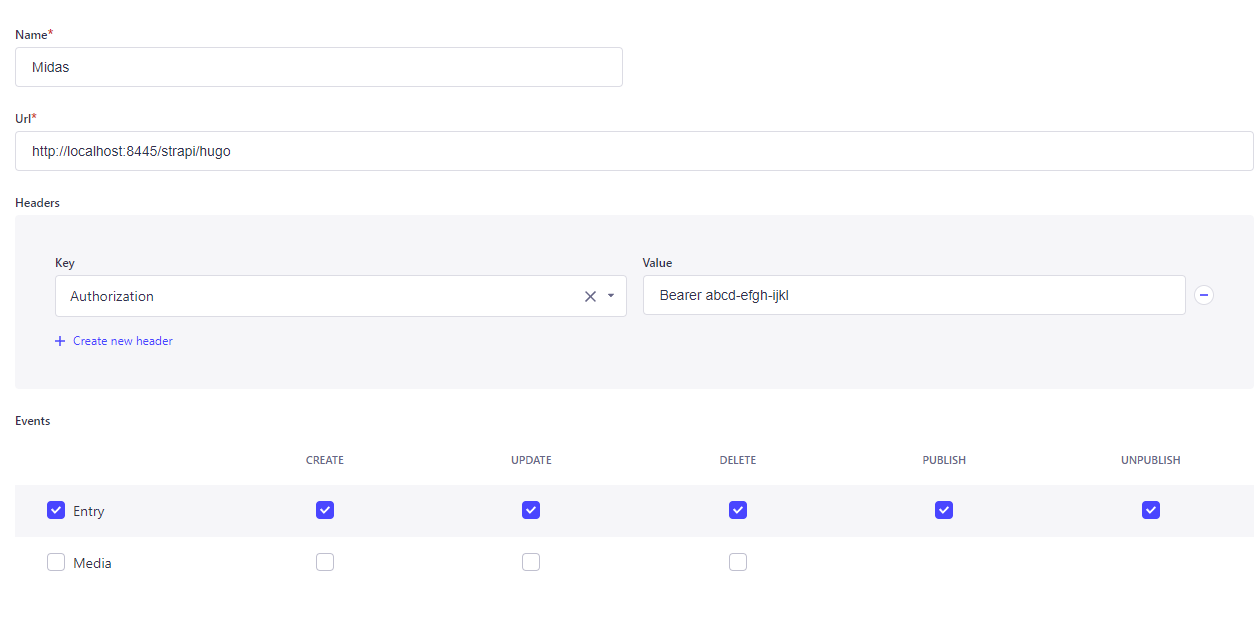 Name*
Midas
Url*
http://localhost:8445/strapi/hugo
Headers
Key Value
Authorization Bearer abcd-efgh-ijkl
Create new header
Events
CREATE UPDATE DELETE PUBLISH UNPUBLISH
Entry
Media